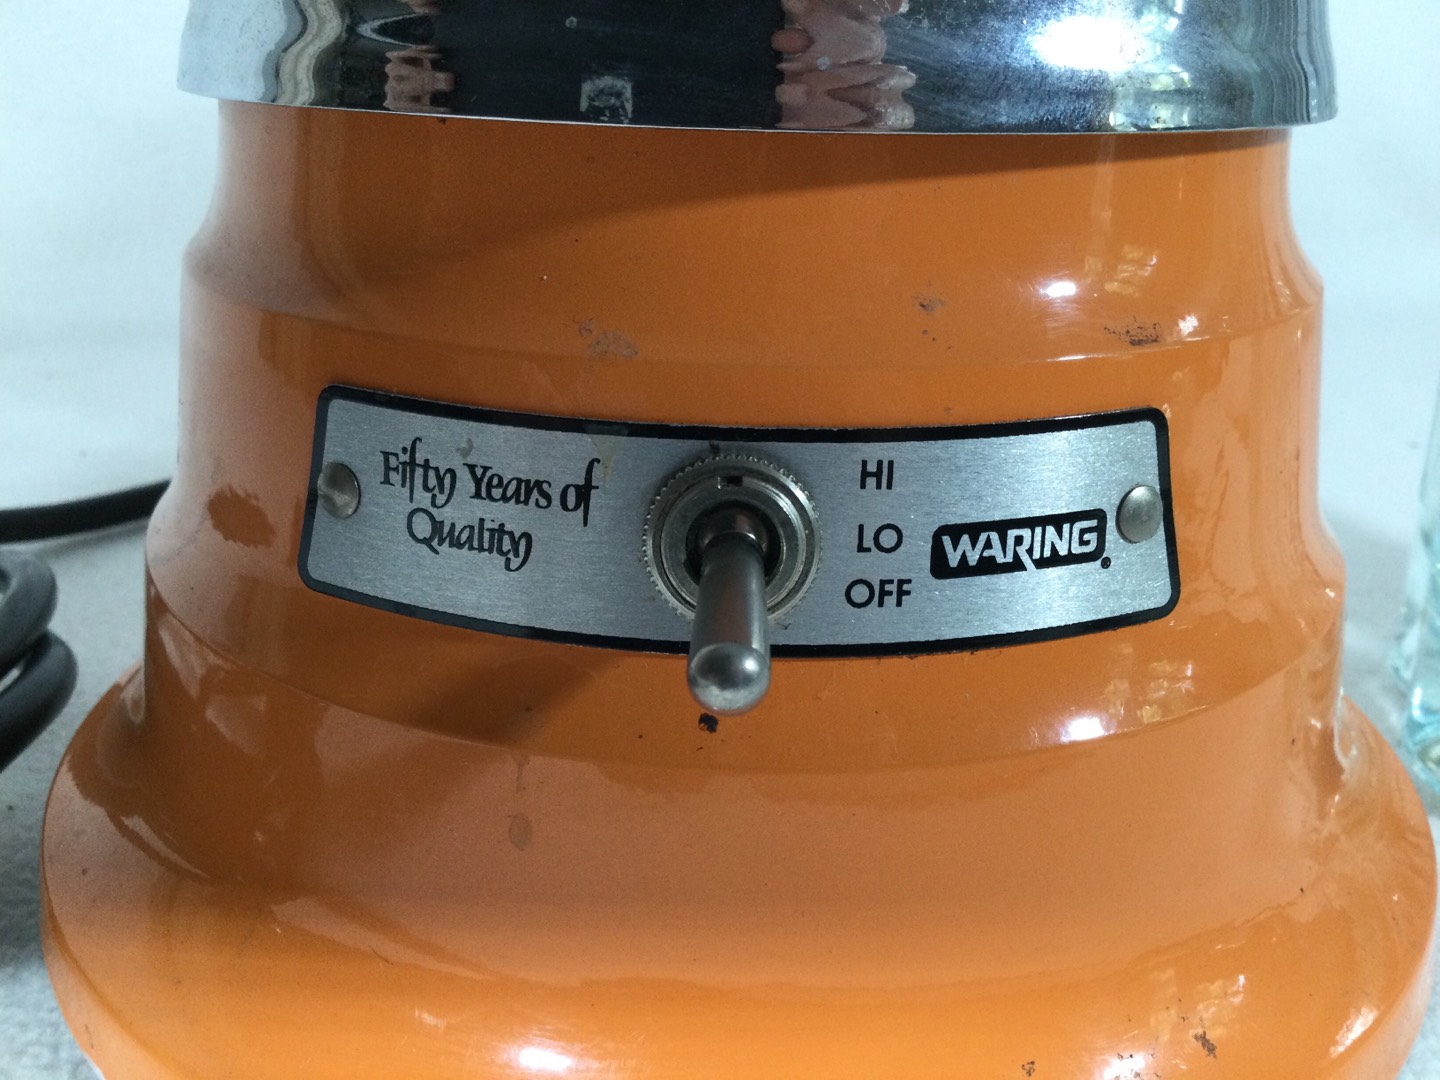 Fifty Years of
Quality
HI
LO
OFF
WARING